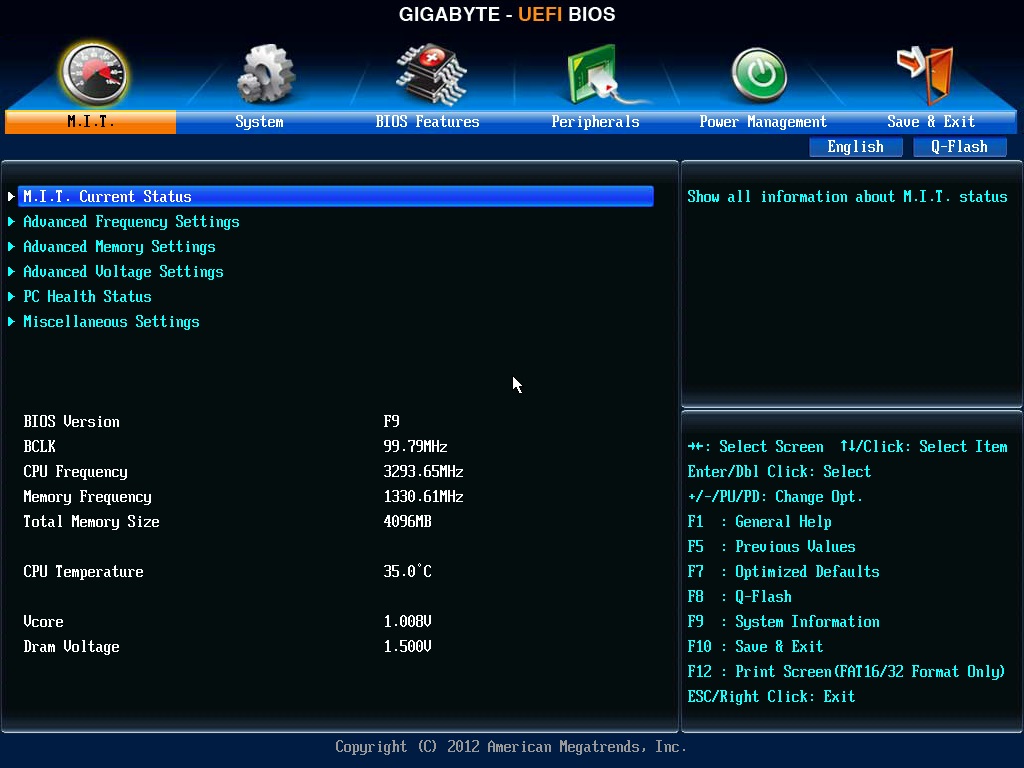 GIGABYTE - UEFI BIOS
M.I.T. System BIOS Features Peripherals Power Management Save & Exit
English Q-Flash
M.I.T. Current Status
Advanced Frequency Settings
Advanced Memory Settings
Advanced Voltage Settings
PC Health Status
Miscellaneous Settings
BIOS Version F9
BCLK 99.79MHz
CPU Frequency 3293.65MHz
Memory Frequency 1330.61MHz
Total Memory Size 4096MB
CPU Temperature 35.0°C
Vcore 1.008V
Dram Voltage 1.500V
Show all information about M.I.T. status
→←: Select Screen ↑↓/Click: Select Item
Enter/Dbl Click: Select
+/-/PU/PD: Change Opt.
F1 : General Help
F5 : Previous Values
F7 : Optimized Defaults
F8 : Q-Flash
F9 : System Information
F10 : Save & Exit
F12 : Print Screen(FAT16/32 Format Only)
ESC/Right Click: Exit
Copyright (C) 2012 American Megatrends, Inc.